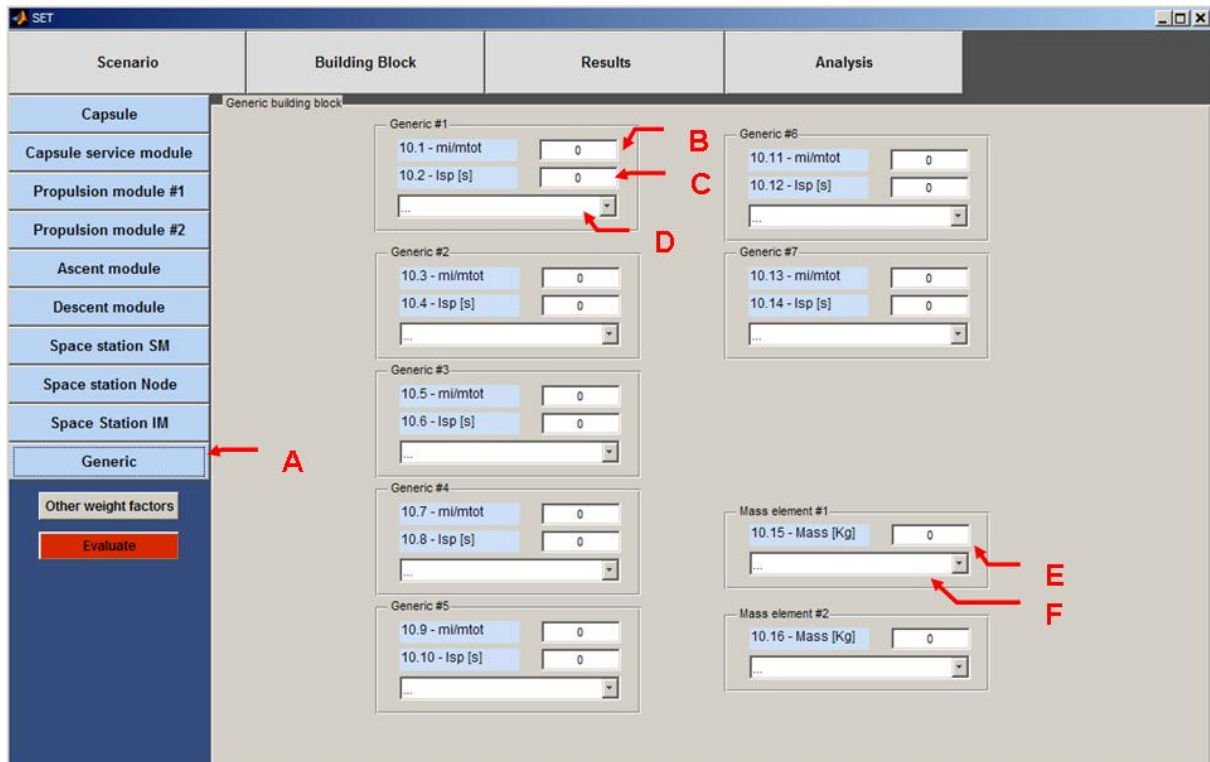 SET
Scenario
Building Block
Results
Analysis
Capsule
Capsule service module
Propulsion module #1
Propulsion module #2
Ascent module
Descent module
Space station SM
Space station Node
Space Station IM
Generic
Other weight factors
Evaluate
A
Generic building block
Generic #1
10.1 - mi/mtot 0
10.2 - Isp [s] 0
...
B
C
D
Generic #2
10.3 - mi/mtot 0
10.4 - Isp [s] 0
...
Generic #3
10.5 - mi/mtot 0
10.6 - Isp [s] 0
...
Generic #4
10.7 - mi/mtot 0
10.8 - Isp [s] 0
...
Generic #5
10.9 - mi/mtot 0
10.10 - Isp [s] 0
...
Generic #6
10.11 - mi/mtot 0
10.12 - Isp [s] 0
...
Generic #7
10.13 - mi/mtot 0
10.14 - Isp [s] 0
...
Mass element #1
10.15 - Mass [Kg] 0
...
E
F
Mass element #2
10.16 - Mass [Kg] 0
...